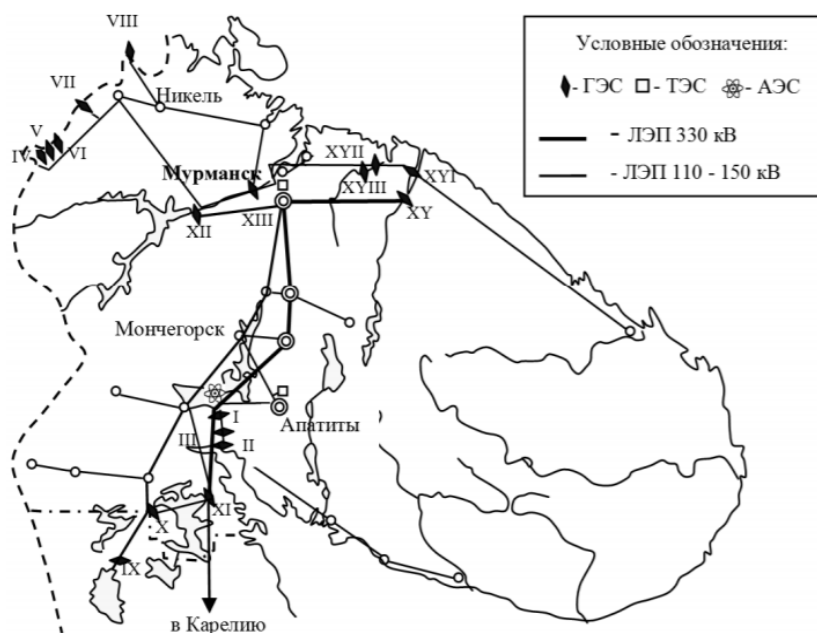 VIII
Условные обозначения:
- ГЭС - ТЭС - АЭС
- ЛЭП 330 кВ
- ЛЭП 110 - 150 кВ
VII
Никель
V
IV
VI
XYII
Мурманск
XYIII
XYI
XII
XIII
XY
Мончегорск
I
Апатиты
III
II
X
XI
IX
в Карелию